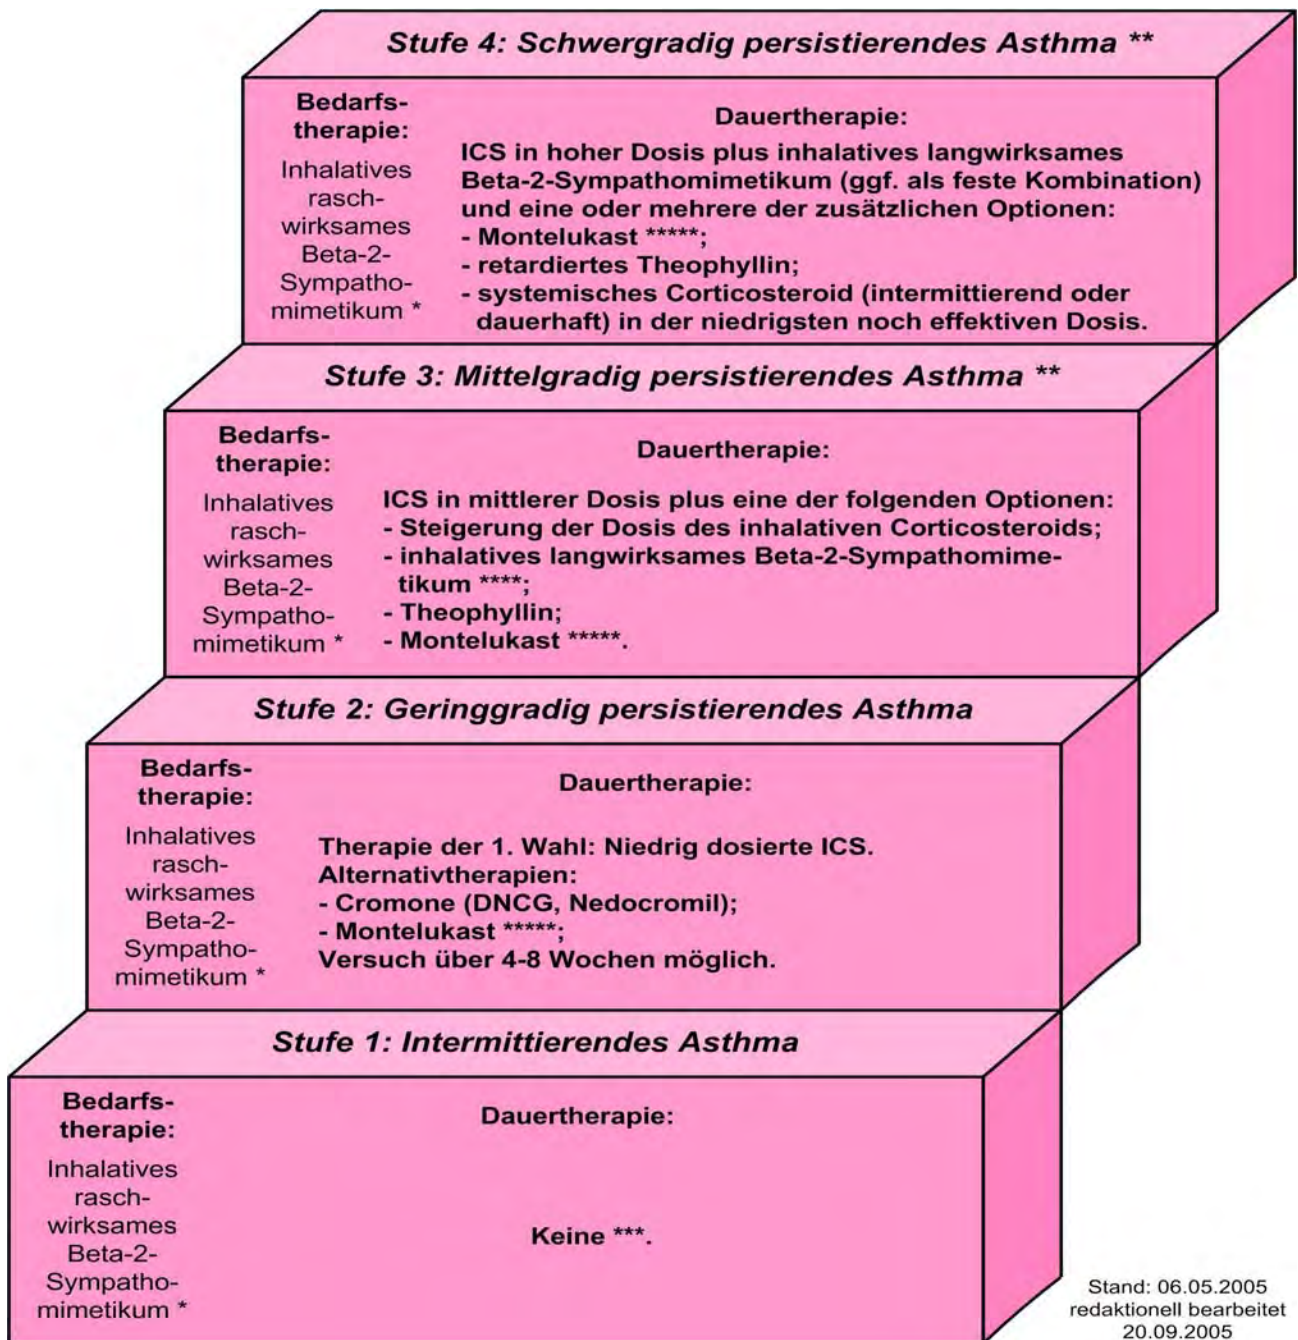 Stufe 4: Schwergradig persistierendes Asthma **
Bedarfs-
therapie:
Inhalatives
rasch-
wirksames
Beta-2-
Sympatho-
mimetikum *
Dauertherapie:
ICS in hoher Dosis plus inhalatives langwirksames
Beta-2-Sympathomimetikum (ggf. als feste Kombination)
und eine oder mehrere der zusätzlichen Optionen:
- Montelukast *****;
- retardiertes Theophyllin;
- systemisches Corticosteroid (intermittierend oder
dauerhaft) in der niedrigsten noch effektiven Dosis.
Stufe 3: Mittelgradig persistierendes Asthma **
Bedarfs-
therapie:
Inhalatives
rasch-
wirksames
Beta-2-
Sympatho-
mimetikum *
Dauertherapie:
ICS in mittlerer Dosis plus eine der folgenden Optionen:
- Steigerung der Dosis des inhalativen Corticosteroids;
- inhalatives langwirksames Beta-2-Sympathomime-
tikum ****;
- Theophyllin;
- Montelukast *****.
Stufe 2: Geringgradig persistierendes Asthma
Bedarfs-
therapie:
Inhalatives
rasch-
wirksames
Beta-2-
Sympatho-
mimetikum *
Dauertherapie:
Therapie der 1. Wahl: Niedrig dosierte ICS.
Alternativtherapien:
- Cromone (DNCG, Nedocromil);
- Montelukast *****;
Versuch über 4-8 Wochen möglich.
Stufe 1: Intermittierendes Asthma
Bedarfs-
therapie:
Inhalatives
rasch-
wirksames
Beta-2-
Sympatho-
mimetikum *
Dauertherapie:
Keine ***.
Stand: 06.05.2005
redaktionell bearbeitet
20.09.2005